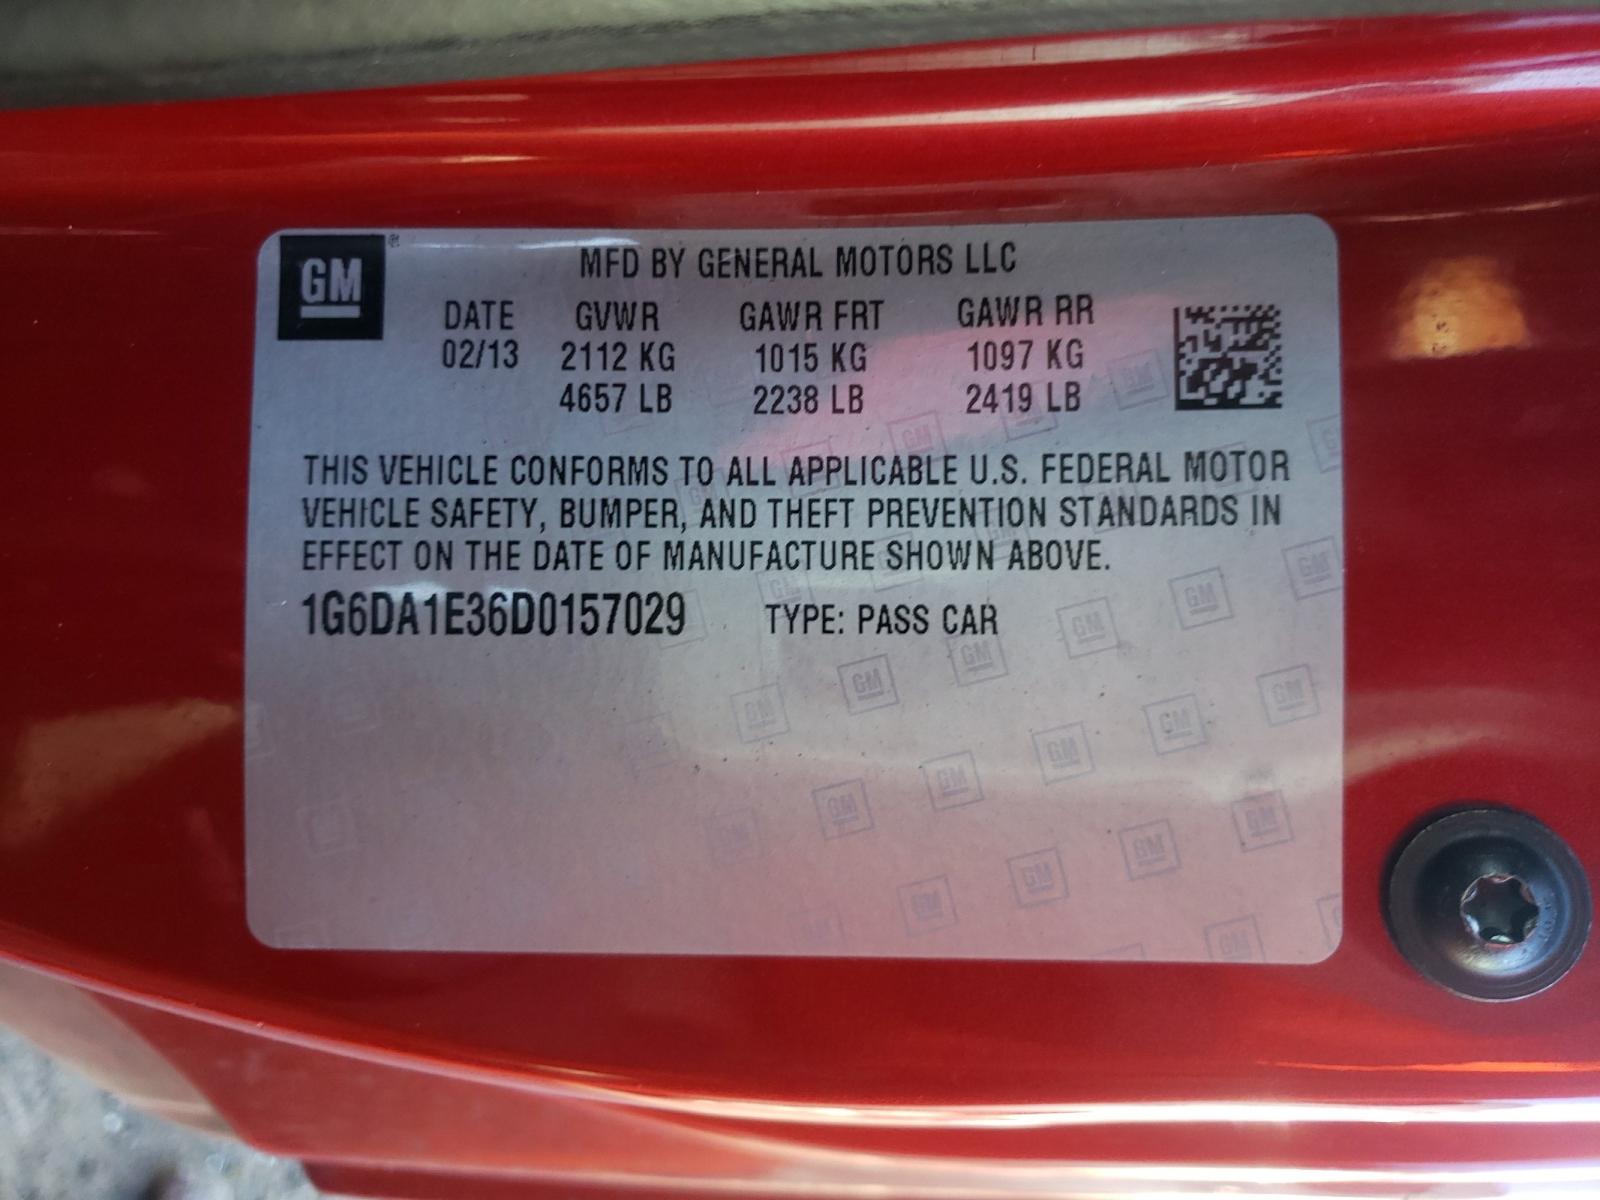 GM ®
MFD BY GENERAL MOTORS LLC
DATE GVWR GAWR FRT GAWR RR
02/13 2112 KG 1015 KG 1097 KG
4657 LB 2238 LB 2419 LB
THIS VEHICLE CONFORMS TO ALL APPLICABLE U.S. FEDERAL MOTOR
VEHICLE SAFETY, BUMPER, AND THEFT PREVENTION STANDARDS IN
EFFECT ON THE DATE OF MANUFACTURE SHOWN ABOVE.
1G6DA1E36D0157029 TYPE: PASS CAR